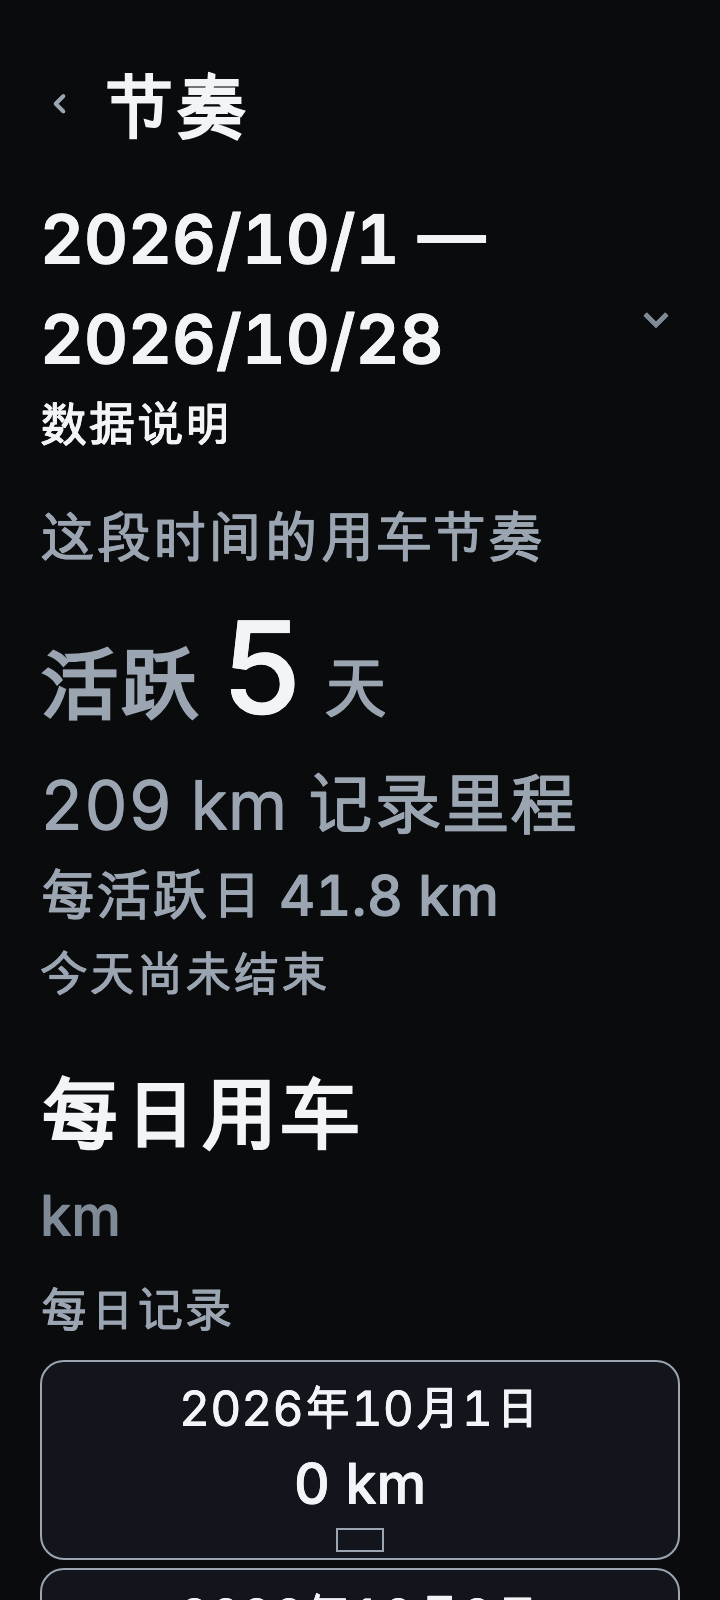 节奏
2026/10/1 —
2026/10/28
数据说明
这段时间的用车节奏
活跃 5 天
209 km 记录里程
每活跃日 41.8 km
今天尚未结束
每日用车
km
每日记录
2026年10月1日
0 km